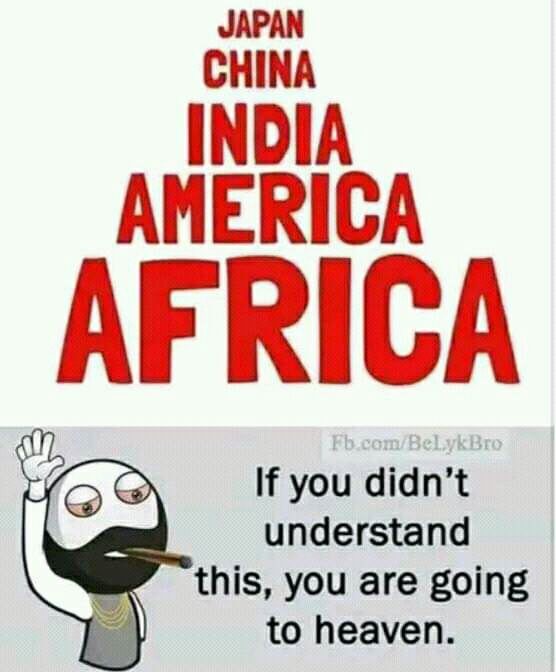 JAPAN
CHINA
INDIA
AMERICA
AFRICA
Fb.com/BeLykBro
If you didn't
understand
this, you are going
to heaven.